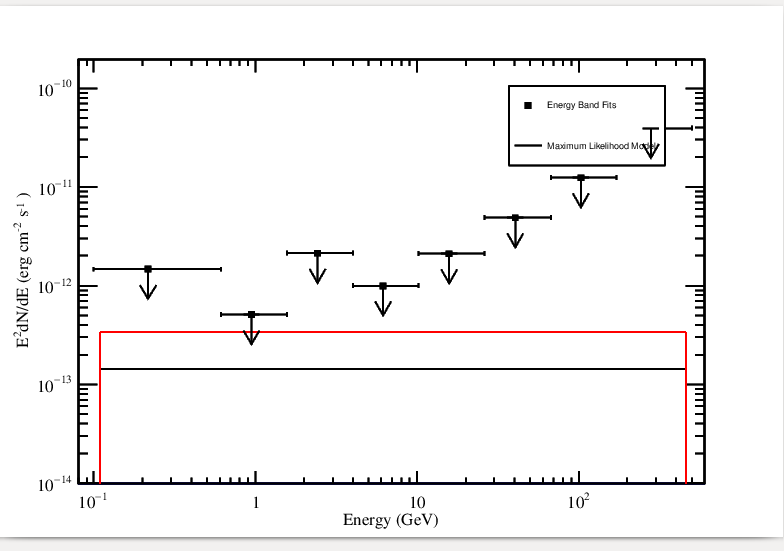 10⁻¹⁰
10⁻¹¹
10⁻¹²
10⁻¹³
10⁻¹⁴
E²dN/dE (erg cm⁻² s⁻¹ )
Energy Band Fits
Maximum Likelihood Model
10⁻¹ 1 10 10²
Energy (GeV)